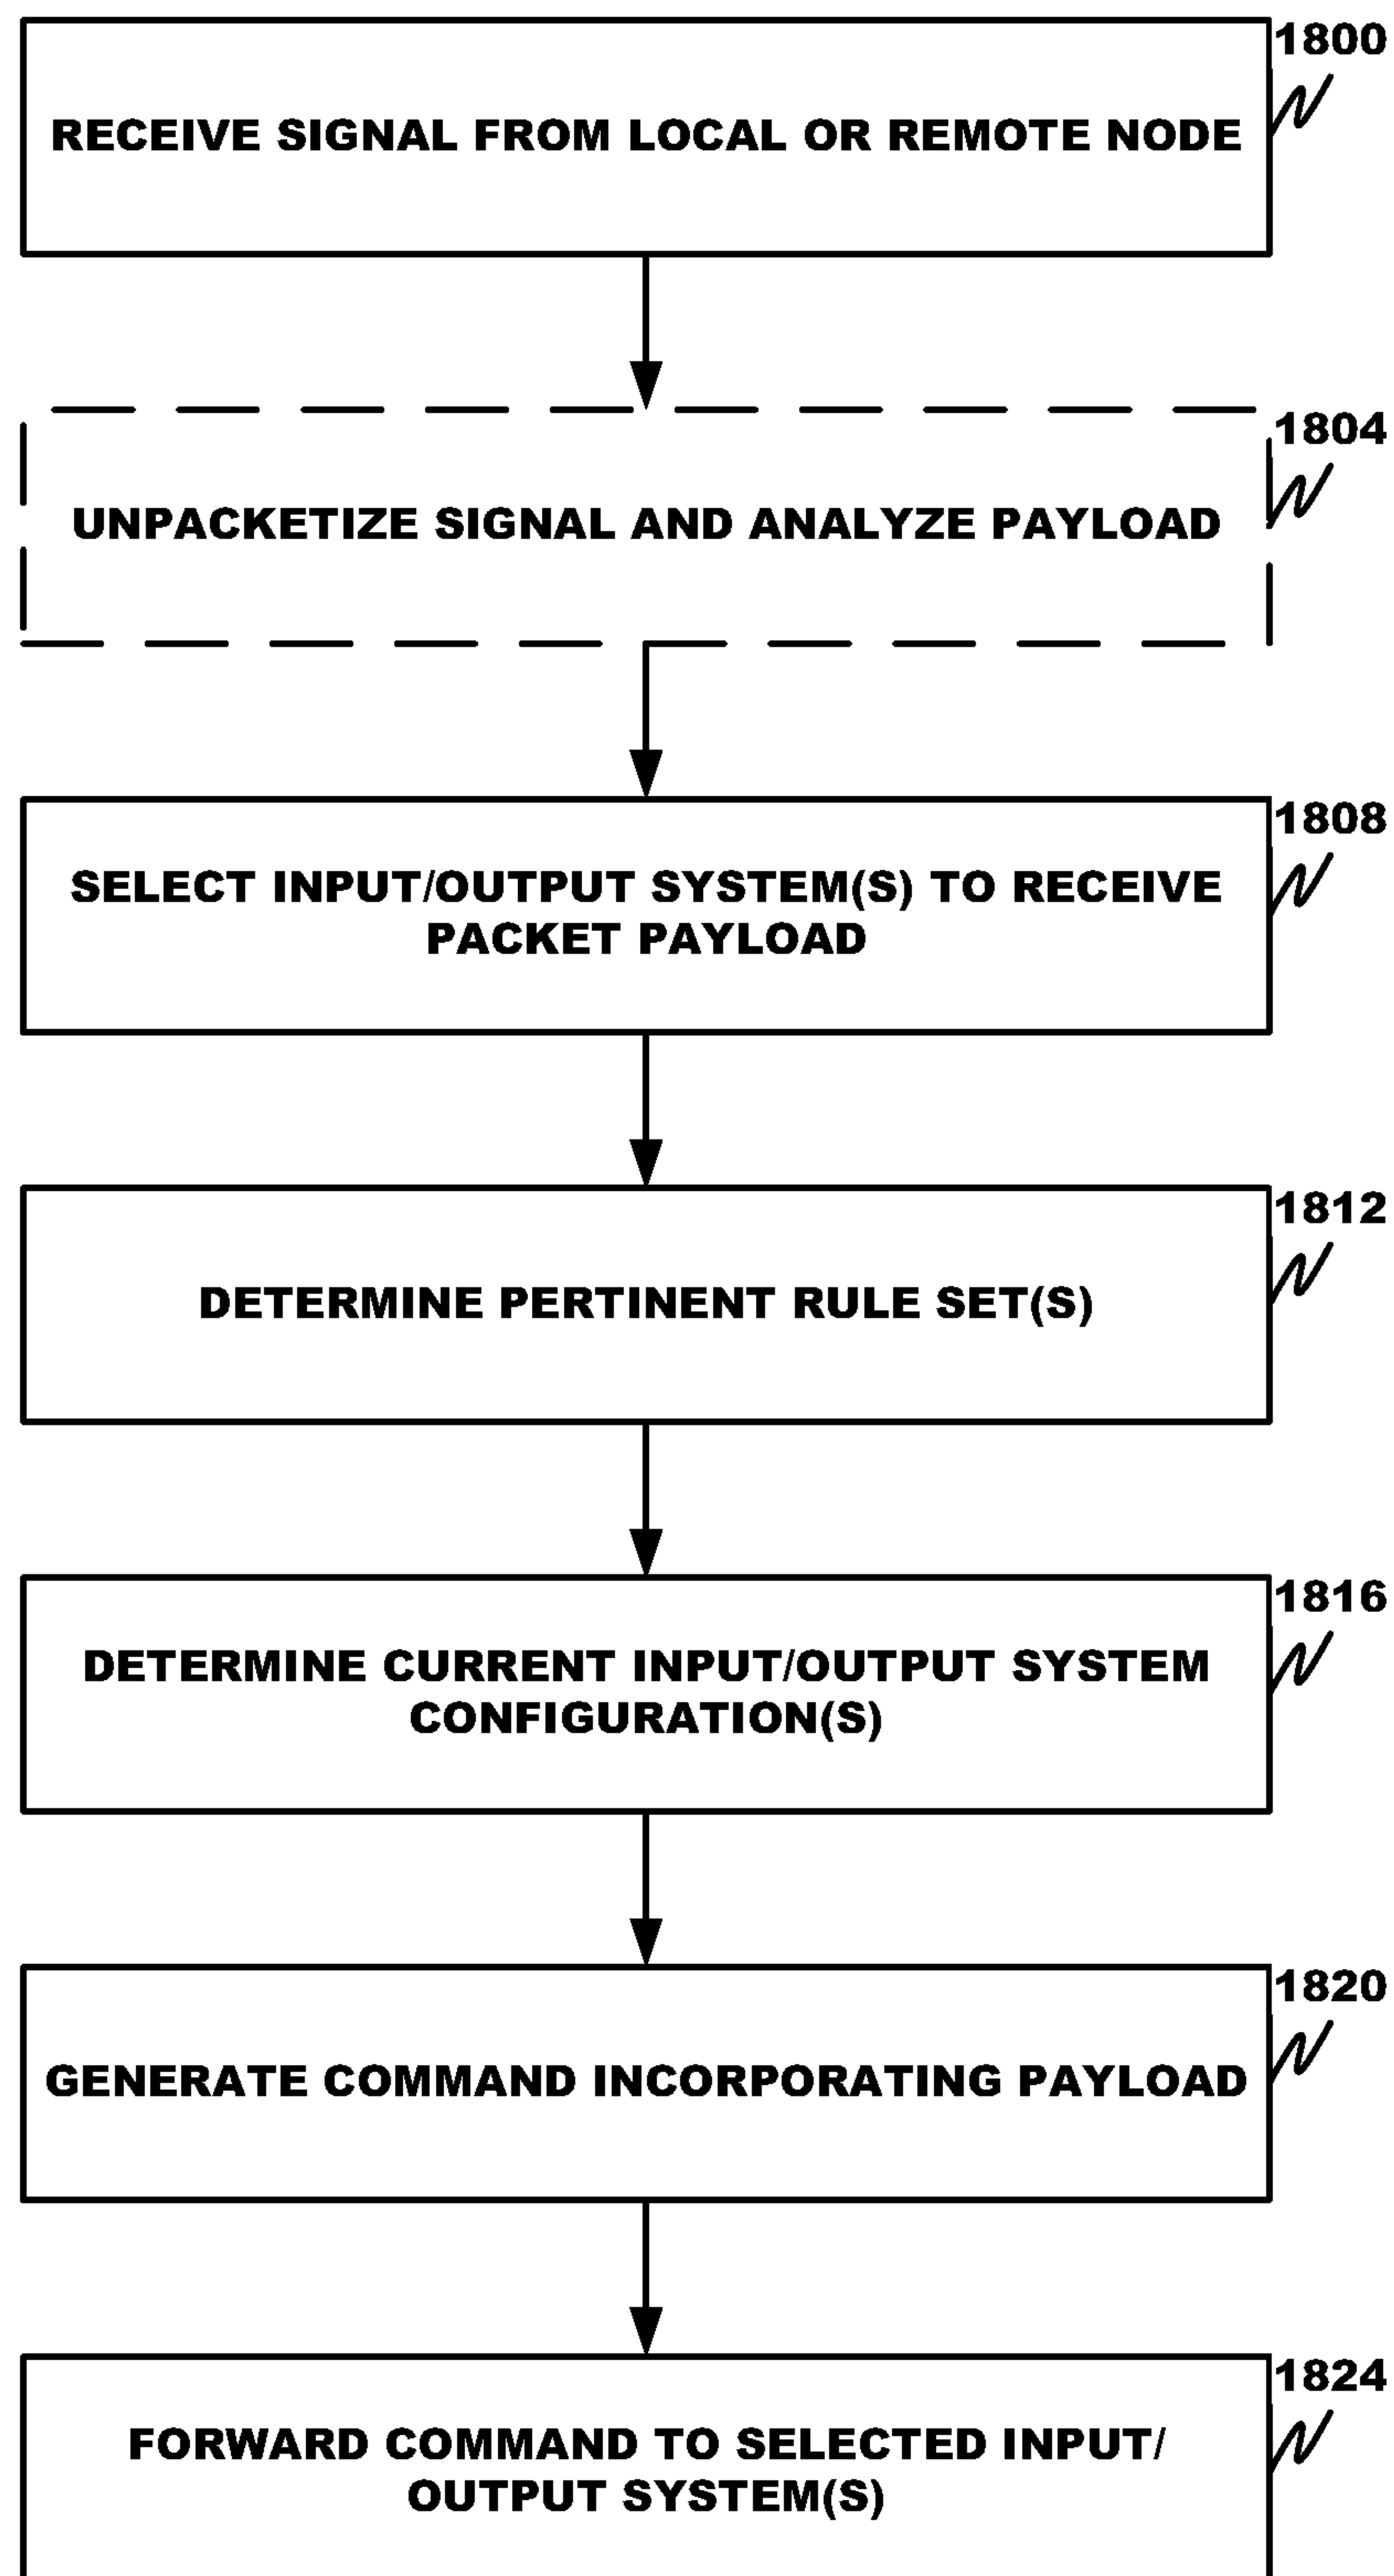 1800
RECEIVE SIGNAL FROM LOCAL OR REMOTE NODE
1804
UNPACKETIZE SIGNAL AND ANALYZE PAYLOAD
1808
SELECT INPUT/OUTPUT SYSTEM(S) TO RECEIVE
PACKET PAYLOAD
1812
DETERMINE PERTINENT RULE SET(S)
1816
DETERMINE CURRENT INPUT/OUTPUT SYSTEM
CONFIGURATION(S)
1820
GENERATE COMMAND INCORPORATING PAYLOAD
1824
FORWARD COMMAND TO SELECTED INPUT/
OUTPUT SYSTEM(S)